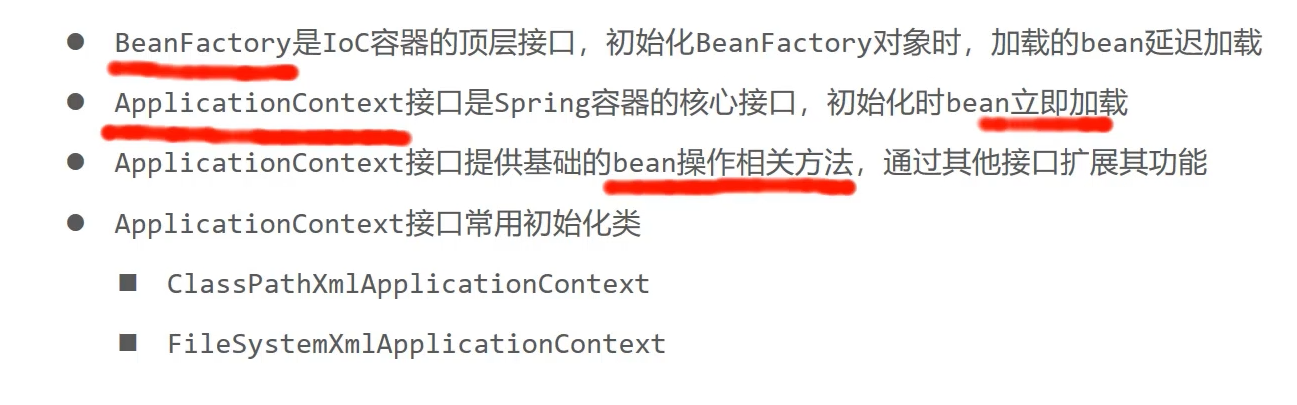 ● BeanFactory是IoC容器的顶层接口，初始化BeanFactory对象时，加载的bean延迟加载
● ApplicationContext接口是Spring容器的核心接口，初始化时bean立即加载
● ApplicationContext接口提供基础的bean操作相关方法，通过其他接口扩展其功能
● ApplicationContext接口常用初始化类
■ ClassPathXmlApplicationContext
■ FileSystemXmlApplicationContext